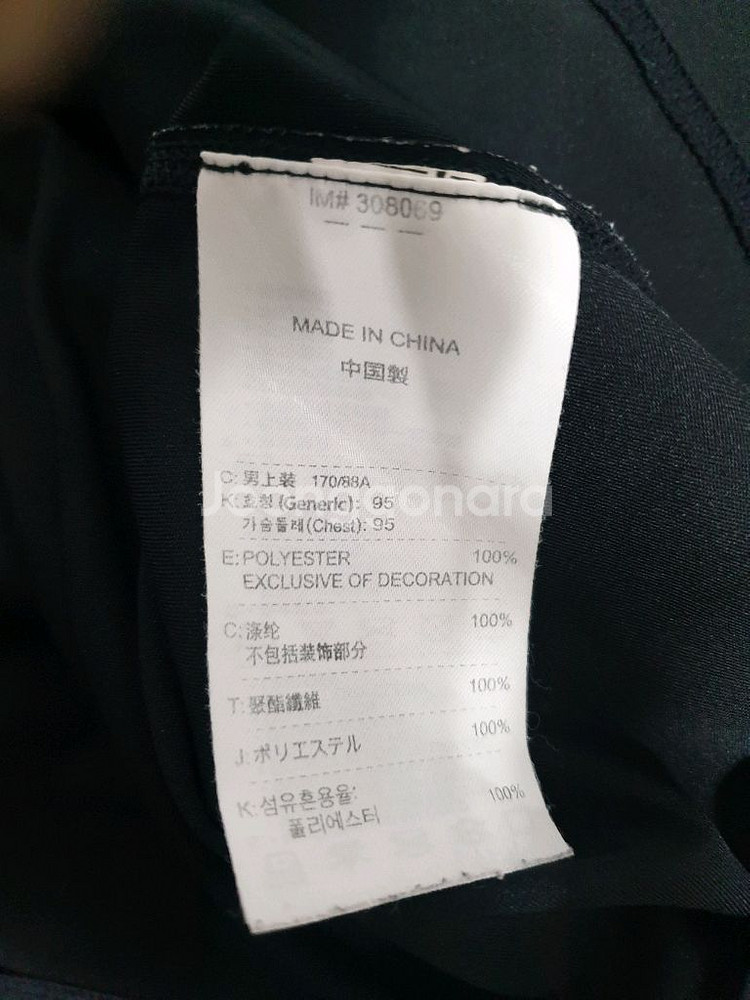 IM# 308069
MADE IN CHINA
中国製
C: 男上装 170/88A
K: 호칭 (Generic): 95
가슴둘레 (Chest): 95
E: POLYESTER 100%
EXCLUSIVE OF DECORATION
C: 涤纶 100%
不包括装饰部分
T: 聚酯纖維 100%
J: ポリエステル 100%
K: 섬유혼용율: 100%
폴리에스터
Joongonara